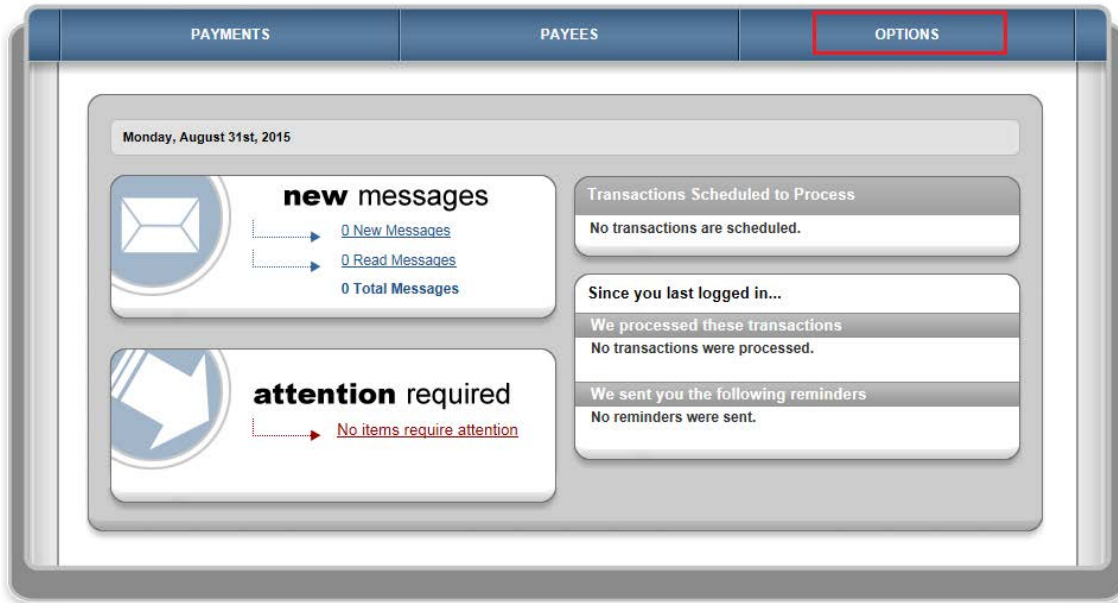 PAYMENTS
PAYEES
OPTIONS
Monday, August 31st, 2015
new messages
0 New Messages
0 Read Messages
0 Total Messages
attention required
No items require attention
Transactions Scheduled to Process
No transactions are scheduled.
Since you last logged in...
We processed these transactions
No transactions were processed.
We sent you the following reminders
No reminders were sent.